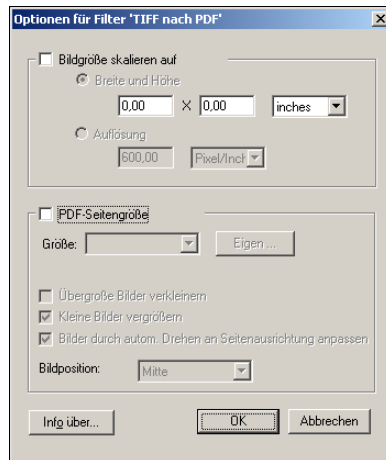 Optionen für Filter 'TIFF nach PDF'
Bildgröße skalieren auf
Breite und Höhe
0,00 X 0,00 inches
Auflösung
600,00 Pixel/Inch
PDF-Seitengröße
Größe: Eigen ...
Übergroße Bilder verkleinern
Kleine Bilder vergrößern
Bilder durch autom. Drehen an Seitenausrichtung anpassen
Bildposition: Mitte
Info über... OK Abbrechen